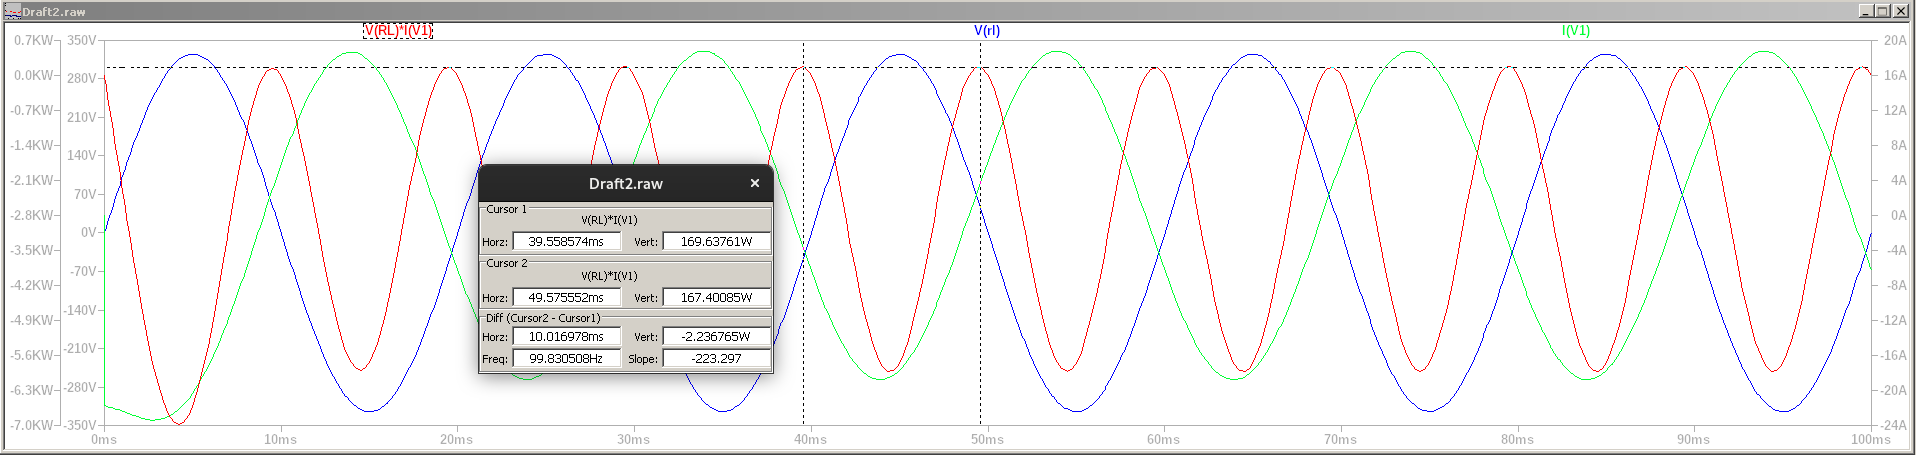 Draft2.raw
V(RL)*I(V1) V(rl) I(V1)
0.7KW 350V 20A
0.0KW 280V 16A
-0.7KW 210V 12A
-1.4KW 140V 8A
-2.1KW 70V 4A
-2.8KW 0V 0A
-3.5KW -70V -4A
-4.2KW -140V -8A
-4.9KW -210V -12A
-5.6KW -280V -16A
-6.3KW -20A
-7.0KW -350V -24A
0ms 10ms 20ms 30ms 40ms 50ms 60ms 70ms 80ms 90ms 100ms
Draft2.raw
Cursor 1
V(RL)*I(V1)
Horz: 39.558574ms Vert: 169.63761W
Cursor 2
V(RL)*I(V1)
Horz: 49.575552ms Vert: 167.40085W
Diff (Cursor2 - Cursor1)
Horz: 10.016978ms Vert: -2.236765W
Freq: 99.830508Hz Slope: -223.297